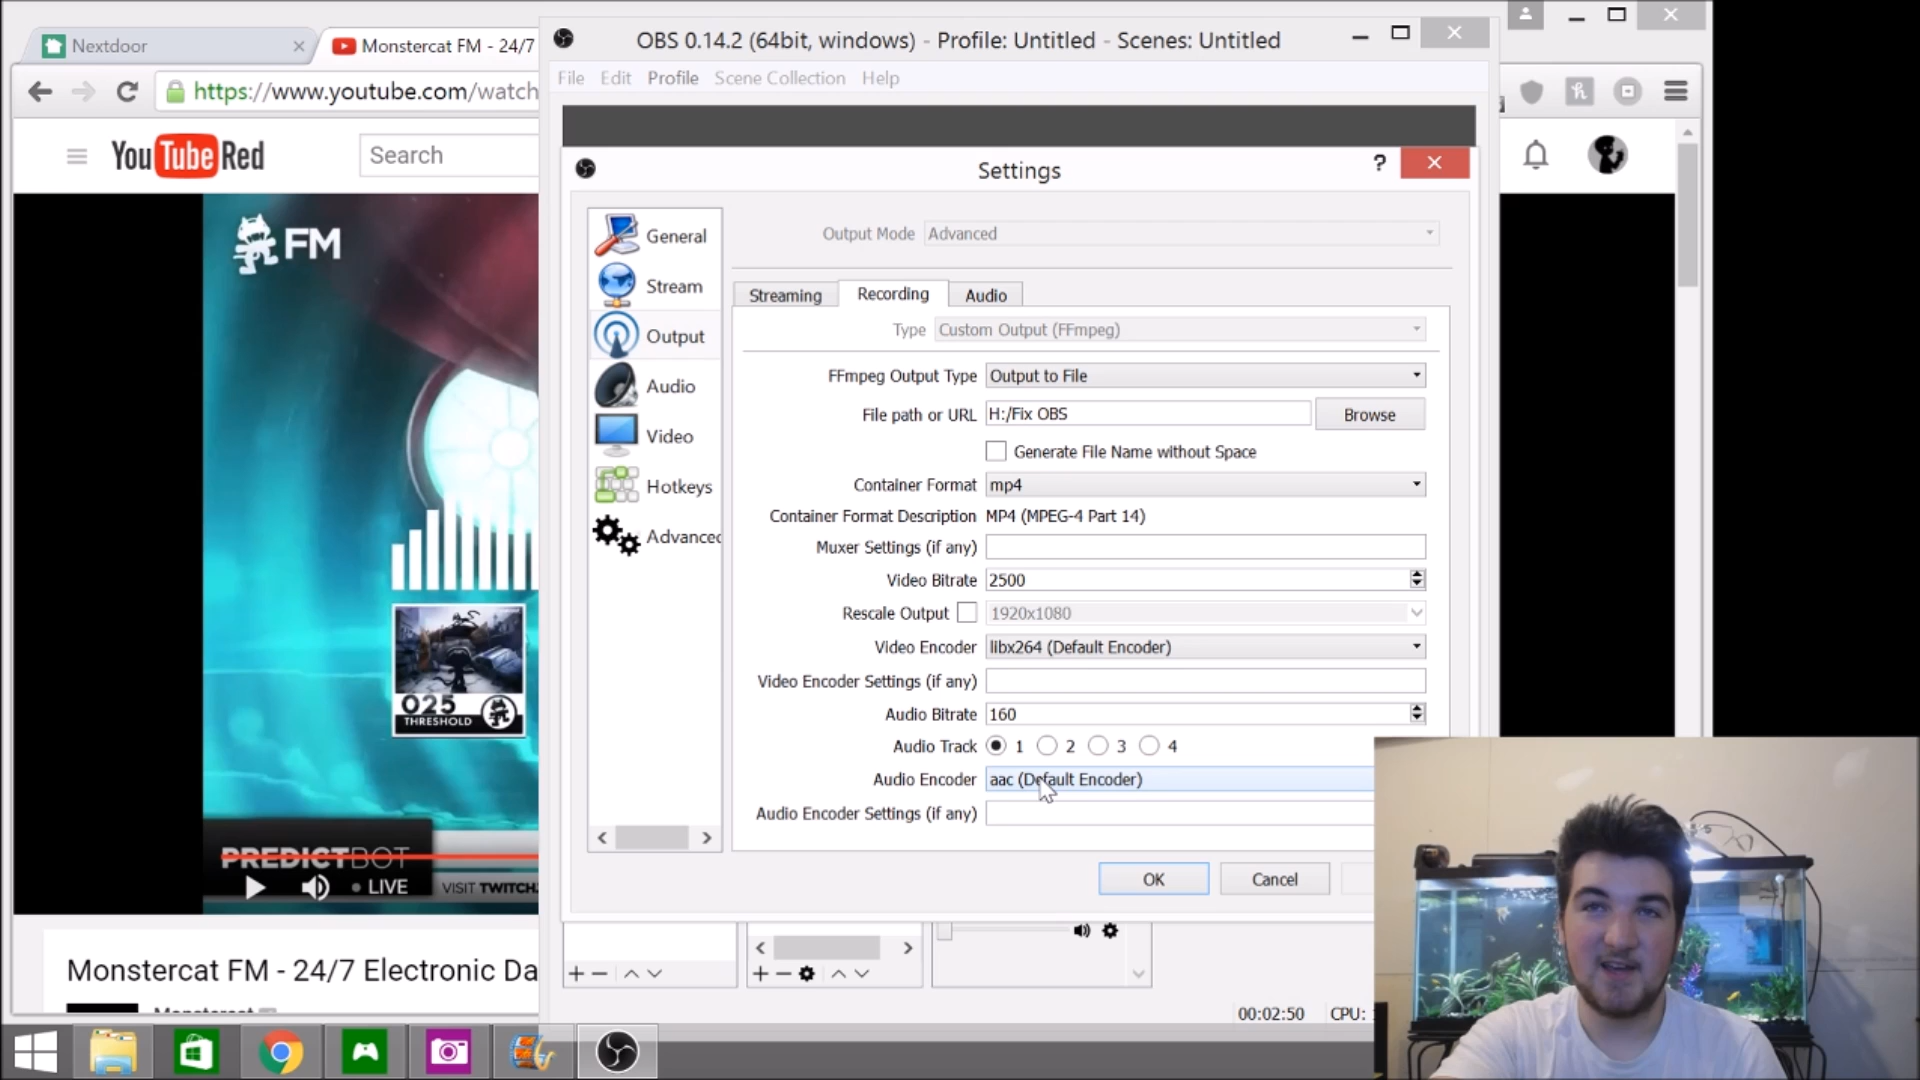 Nextdoor
Monstercat FM - 24/7
https://www.youtube.com/watch
YouTube Red
Search
FM
025
THRESHOLD
PREDICTBOT
LIVE
VISIT TWITCH.
Monstercat FM - 24/7 Electronic Da
Monstercat
OBS 0.14.2 (64bit, windows) - Profile: Untitled - Scenes: Untitled
File Edit Profile Scene Collection Help
Settings
?
General
Stream
Output
Audio
Video
Hotkeys
Advanced
Output Mode Advanced
Streaming Recording Audio
Type Custom Output (FFmpeg)
FFmpeg Output Type Output to File
File path or URL H:/Fix OBS Browse
Generate File Name without Space
Container Format mp4
Container Format Description MP4 (MPEG-4 Part 14)
Muxer Settings (if any)
Video Bitrate 2500
Rescale Output 1920x1080
Video Encoder libx264 (Default Encoder)
Video Encoder Settings (if any)
Audio Bitrate 160
Audio Track 1 2 3 4
Audio Encoder aac (Default Encoder)
Audio Encoder Settings (if any)
OK Cancel
00:02:50 CPU: